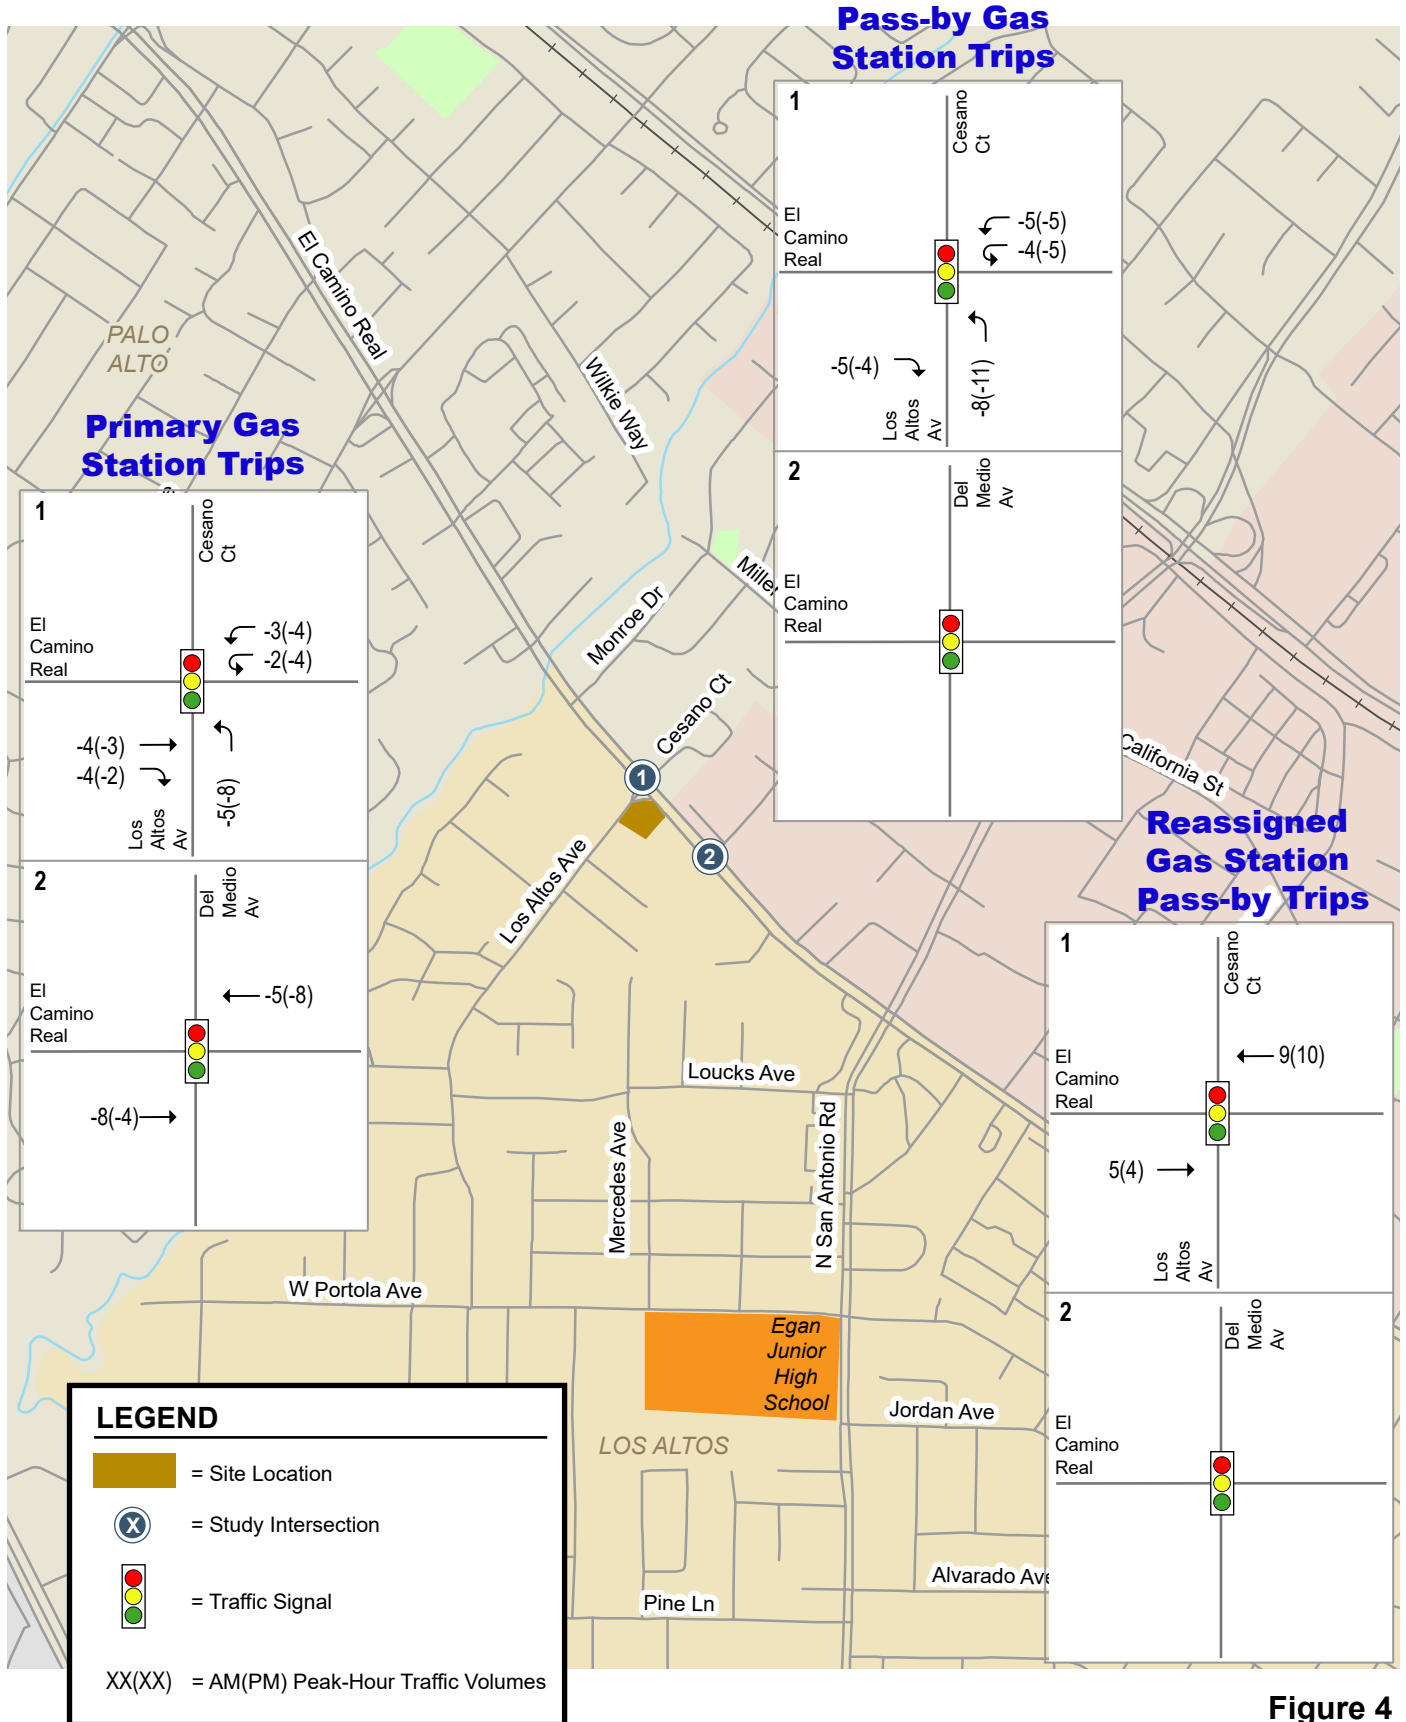 Pass-by Gas
Station Trips
1
Cesano
Ct
El
Camino
Real
-5(-5)
-4(-5)
-5(-4)
-8(-11)
Los
Altos
Av
2
Del
Medio
Av
El
Camino
Real
El Camino Real
PALO
ALTO
Wilkie Way
Primary Gas
Station Trips
1
Cesano
Ct
El
Camino
Real
-3(-4)
-2(-4)
-4(-3)
-4(-2)
-5(-8)
Los
Altos
Av
2
Del
Medio
Av
El
Camino
Real
-5(-8)
-8(-4)
Miller
Monroe Dr
Cesano Ct
1
2
California St
Los Altos Ave
Reassigned
Gas Station
Pass-by Trips
1
Cesano
Ct
El
Camino
Real
9(10)
5(4)
Los
Altos
Av
2
Del
Medio
Av
El
Camino
Real
Loucks Ave
Mercedes Ave
N San Antonio Rd
W Portola Ave
Egan
Junior
High
School
Jordan Ave
LOS ALTOS
Alvarado Ave
Pine Ln
LEGEND
= Site Location
X
= Study Intersection
= Traffic Signal
XX(XX) = AM(PM) Peak-Hour Traffic Volumes
Figure 4